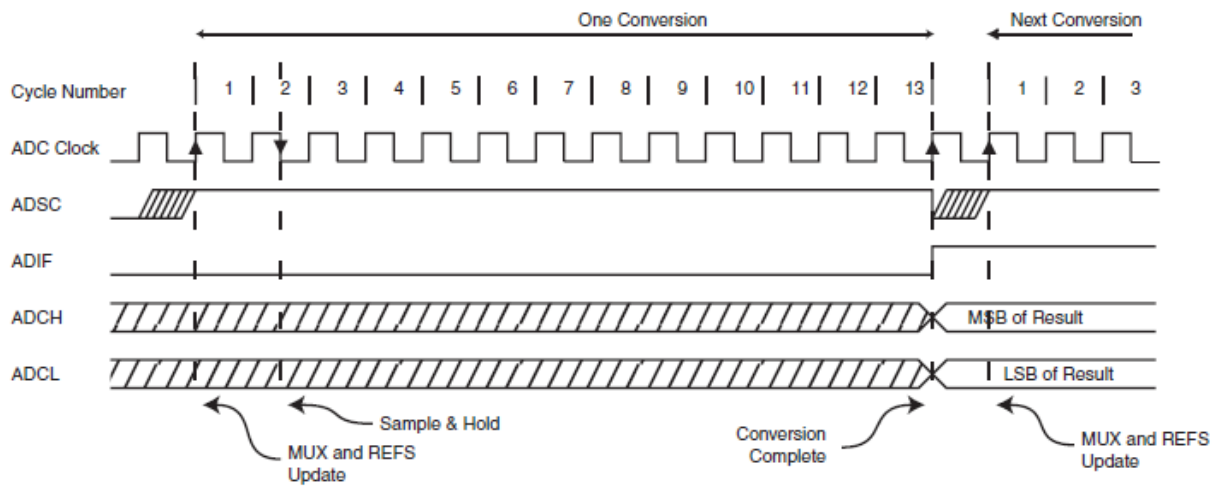 One Conversion
Next Conversion
Cycle Number 1 2 3 4 5 6 7 8 9 10 11 12 13 1 2 3
ADC Clock
ADSC
ADIF
ADCH
MSB of Result
ADCL
LSB of Result
Sample & Hold
MUX and REFS
Update
Conversion
Complete
MUX and REFS
Update